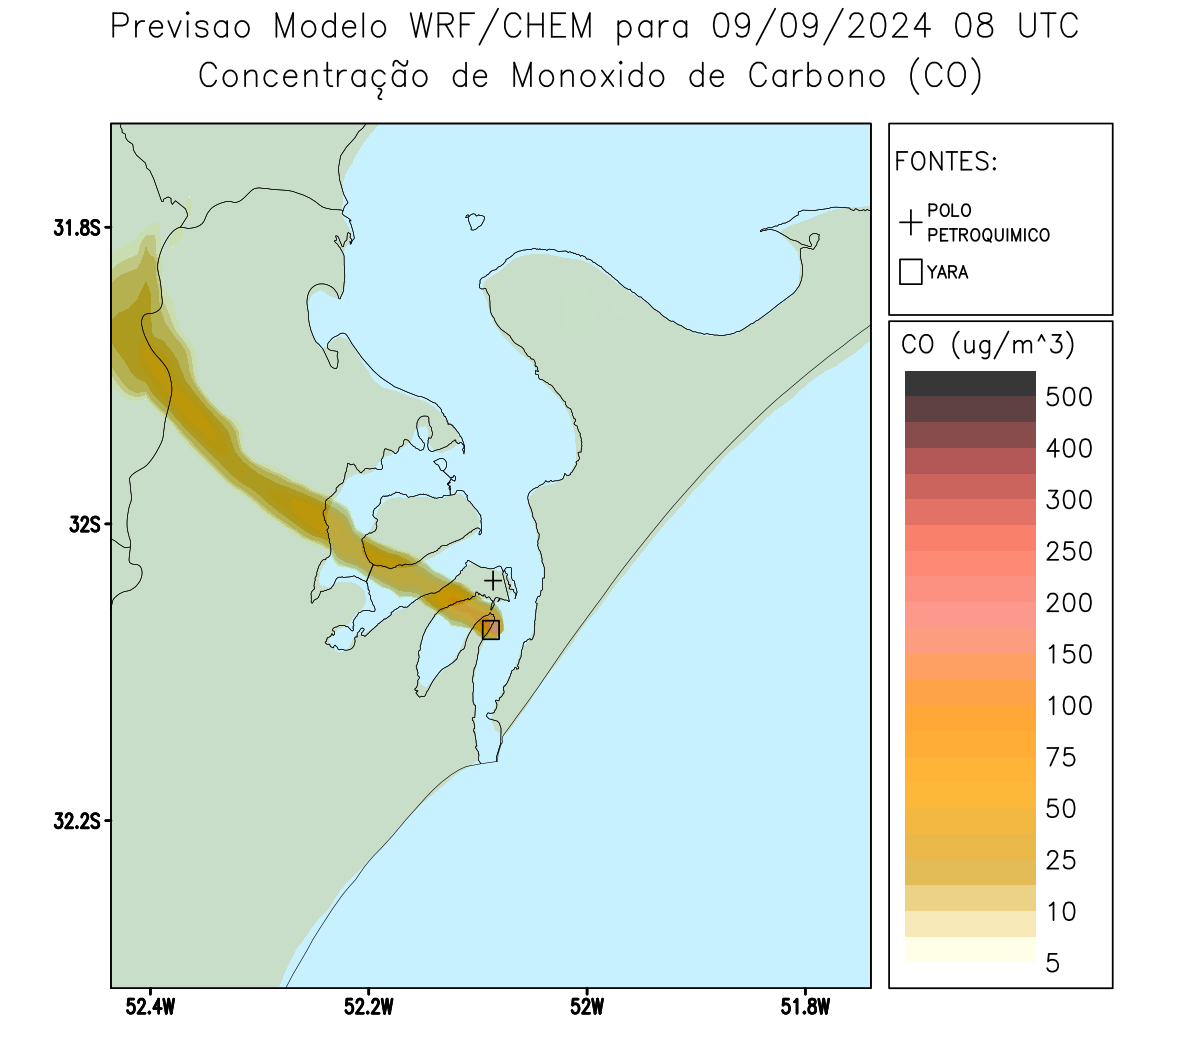 Previsao Modelo WRF/CHEM para 09/09/2024 08 UTC
Concentração de Monoxido de Carbono (CO)
FONTES:
POLO
PETROQUIMICO
YARA
CO (ug/m^3)
500
400
300
250
200
150
100
75
50
25
10
5
31.8S
32S
32.2S
52.4W
52.2W
52W
51.8W